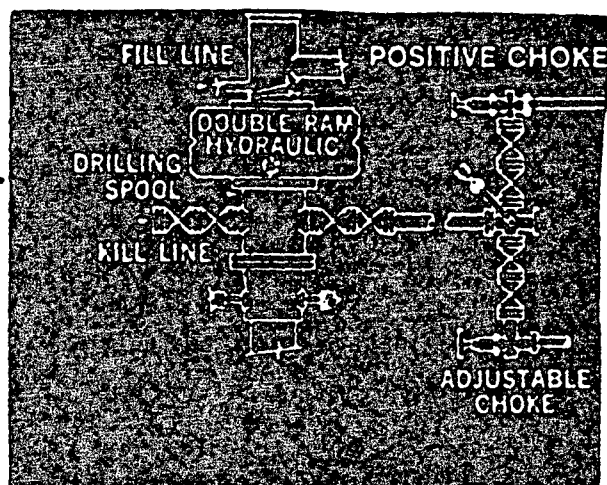 FILL LINE
POSITIVE CHOKE
DOUBLE RAM
HYDRAULIC
DRILLING
SPOOL
KILL LINE
ADJUSTABLE
CHOKE